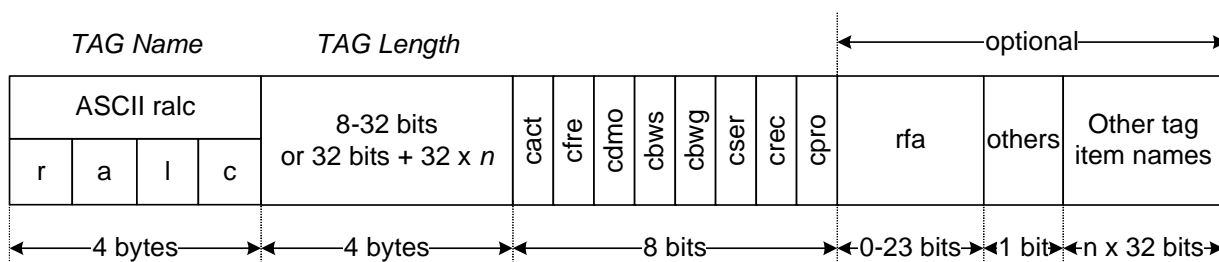 TAG Name
TAG Length
optional
ASCII ralc
r a l c
8-32 bits
or 32 bits + 32 x n
cact
cfre
cdmo
cbws
cbwg
cser
crec
cpro
rfa
others
Other tag
item names
4 bytes
4 bytes
8 bits
0-23 bits
1 bit
n x 32 bits